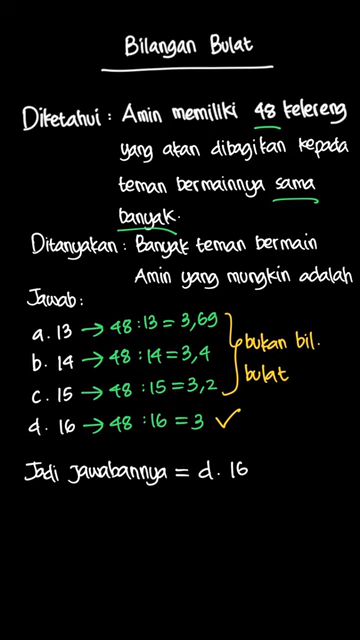 Bilangan Bulat
Diketahui : Amin memiliki 48 kelereng
yang akan dibagikan kepada
teman bermainnya sama
banyak.
Ditanyakan : Banyak teman bermain
Amin yang mungkin adalah
Jawab :
a. 13 → 48 : 13 = 3,69
b. 14 → 48 : 14 = 3,4
c. 15 → 48 : 15 = 3,2
bukan bil.
bulat
d. 16 → 48 : 16 = 3 ✓
Jadi jawabannya = d. 16